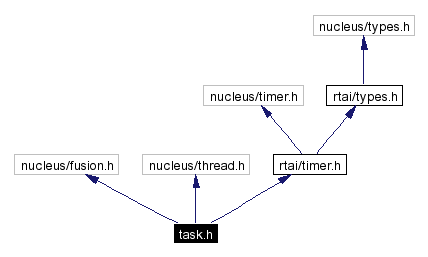 nucleus/types.h
nucleus/timer.h
rtai/types.h
nucleus/fusion.h
nucleus/thread.h
rtai/timer.h
task.h